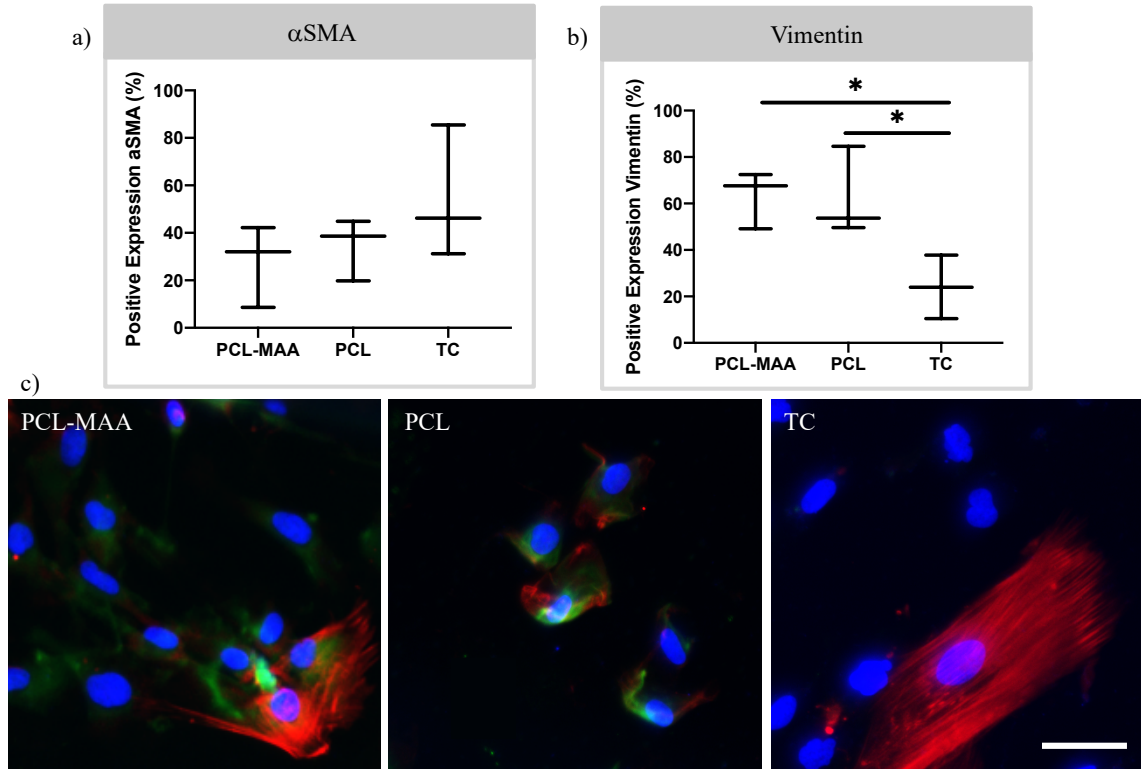 a)
αSMA
Positive Expression aSMA (%)
100
80
60
40
20
0
PCL-MAA PCL TC
b)
Vimentin
Positive Expression Vimentin (%)
100
80
60
40
20
0
*
*
PCL-MAA PCL TC
c)
PCL-MAA
PCL
TC